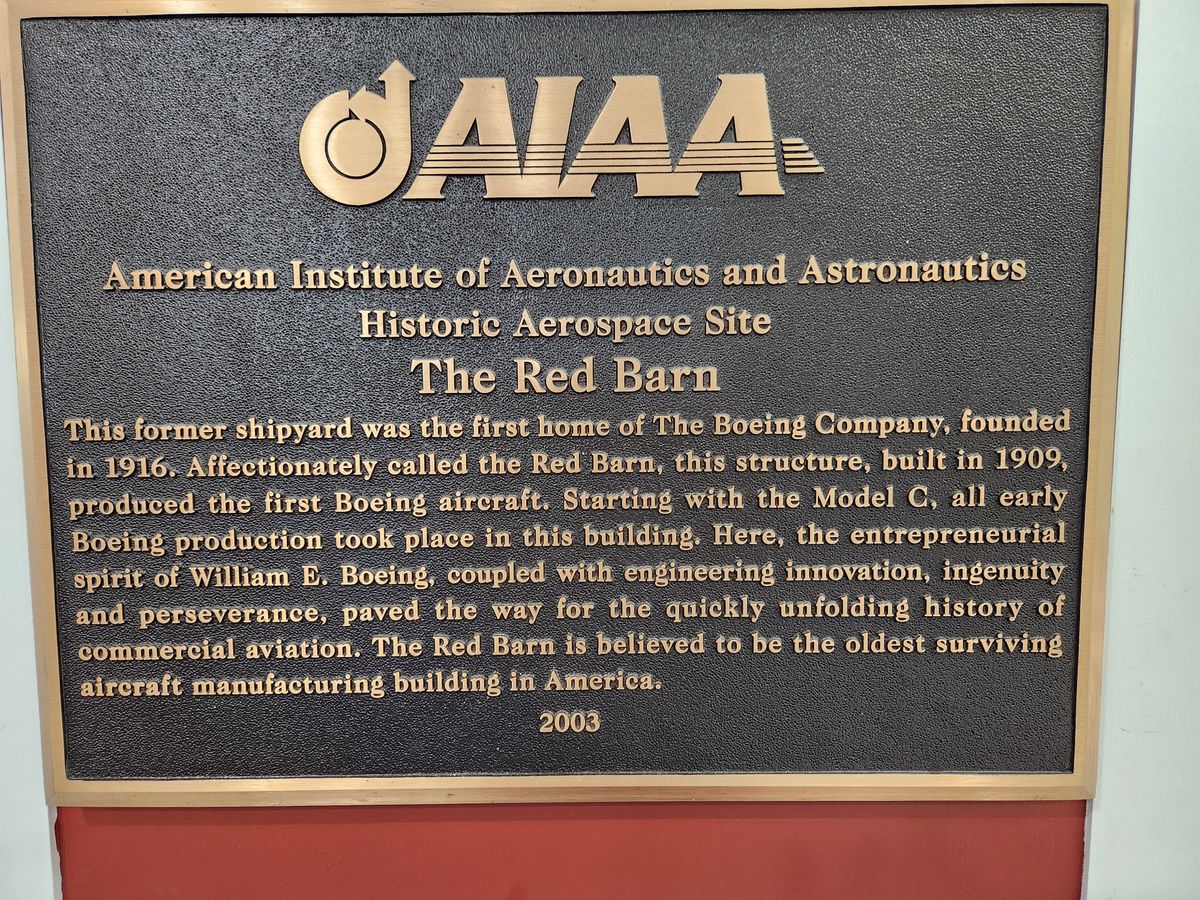 AIAA
American Institute of Aeronautics and Astronautics
Historic Aerospace Site
The Red Barn
This former shipyard was the first home of The Boeing Company, founded
in 1916. Affectionately called the Red Barn, this structure, built in 1909,
produced the first Boeing aircraft. Starting with the Model C, all early
Boeing production took place in this building. Here, the entrepreneurial
spirit of William E. Boeing, coupled with engineering innovation, ingenuity
and perseverance, paved the way for the quickly unfolding history of
commercial aviation. The Red Barn is believed to be the oldest surviving
aircraft manufacturing building in America.
2003